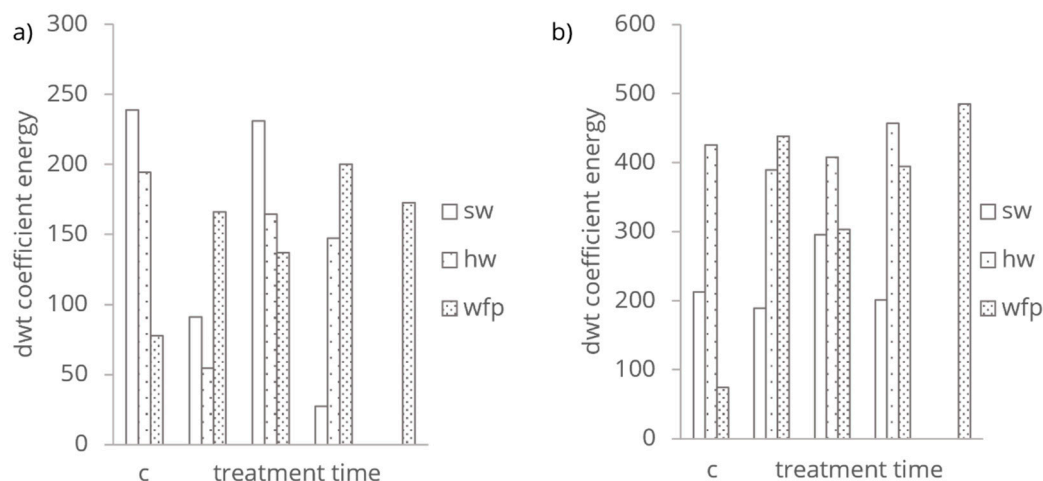 a)
dwt coefficient energy
300
250
200
150
100
50
0
c treatment time
sw
hw
wfp
b)
dwt coefficient energy
600
500
400
300
200
100
0
c treatment time
sw
hw
wfp